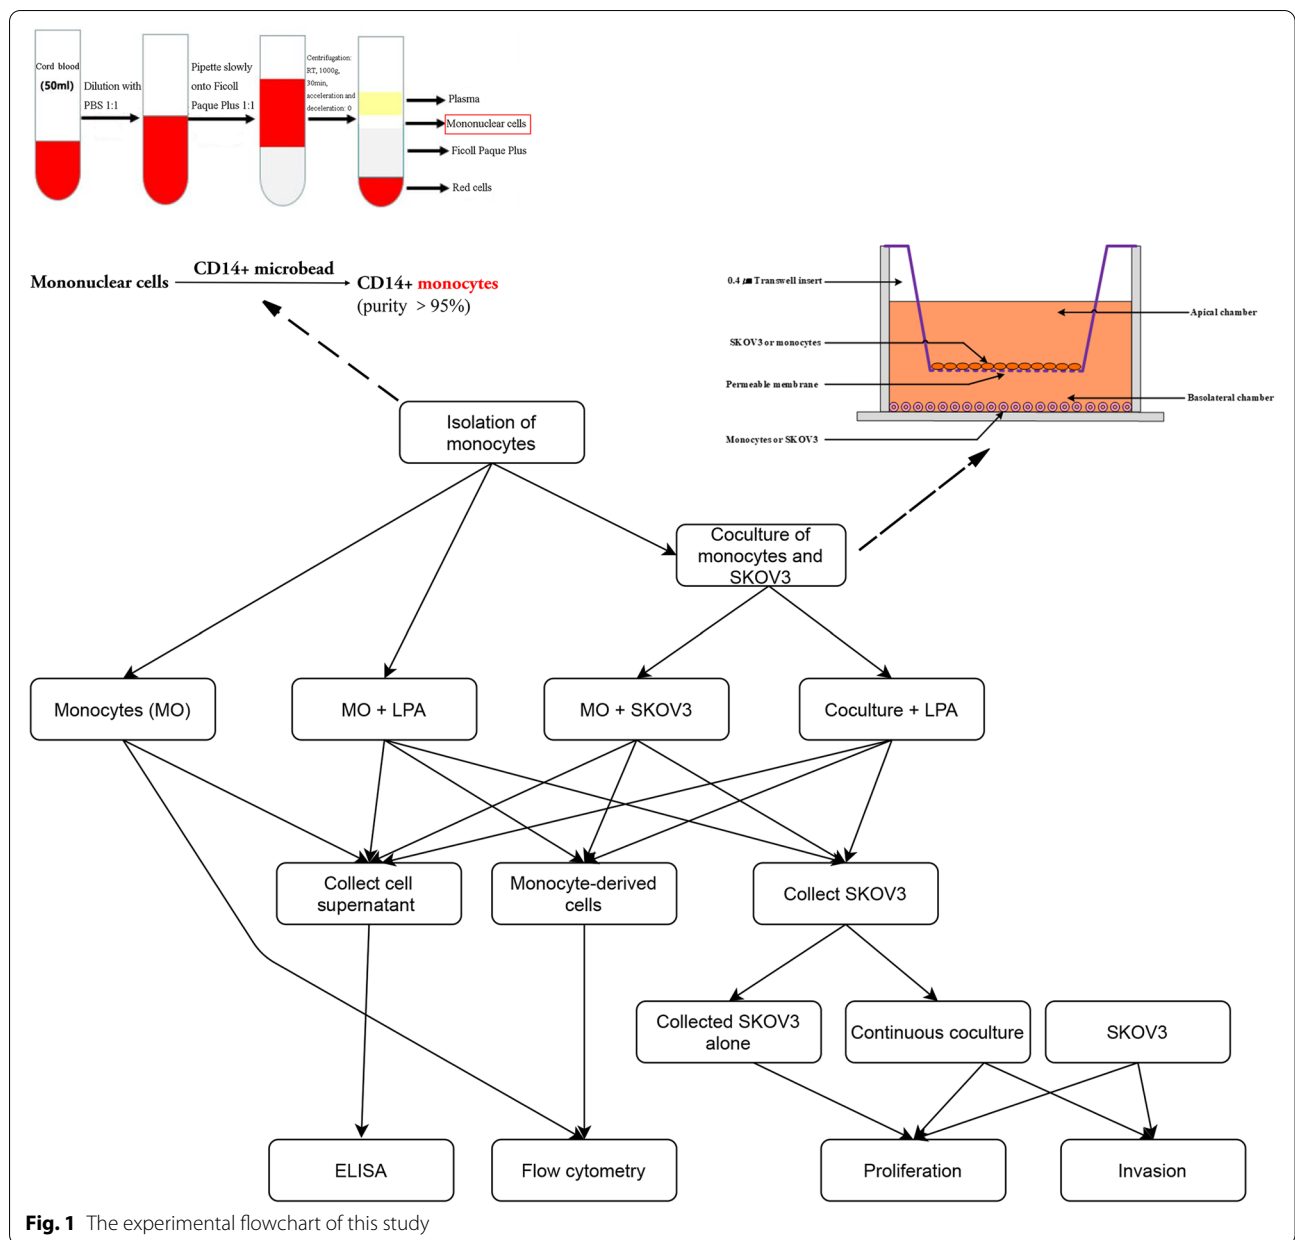 Cord blood
(50ml)
Dilution with
PBS 1:1
Pipette slowly
onto Ficoll
Paque Plus 1:1
Centrifugation:
RT, 1000g,
30min,
acceleration and
deceleration: 0
Plasma
Mononuclear cells
Ficoll Paque Plus
Red cells
Mononuclear cells
CD14+ microbead
CD14+ monocytes
(purity > 95%)
0.4 μm Transwell insert
Apical chamber
SKOV3 or monocytes
Permeable membrane
Basolateral chamber
Monocytes or SKOV3
Isolation of
monocytes
Coculture of
monocytes and
SKOV3
Monocytes (MO)
MO + LPA
MO + SKOV3
Coculture + LPA
Collect cell
supernatant
Monocyte-derived
cells
Collect SKOV3
Collected SKOV3
alone
Continuous coculture
SKOV3
ELISA
Flow cytometry
Proliferation
Invasion
Fig. 1 The experimental flowchart of this study